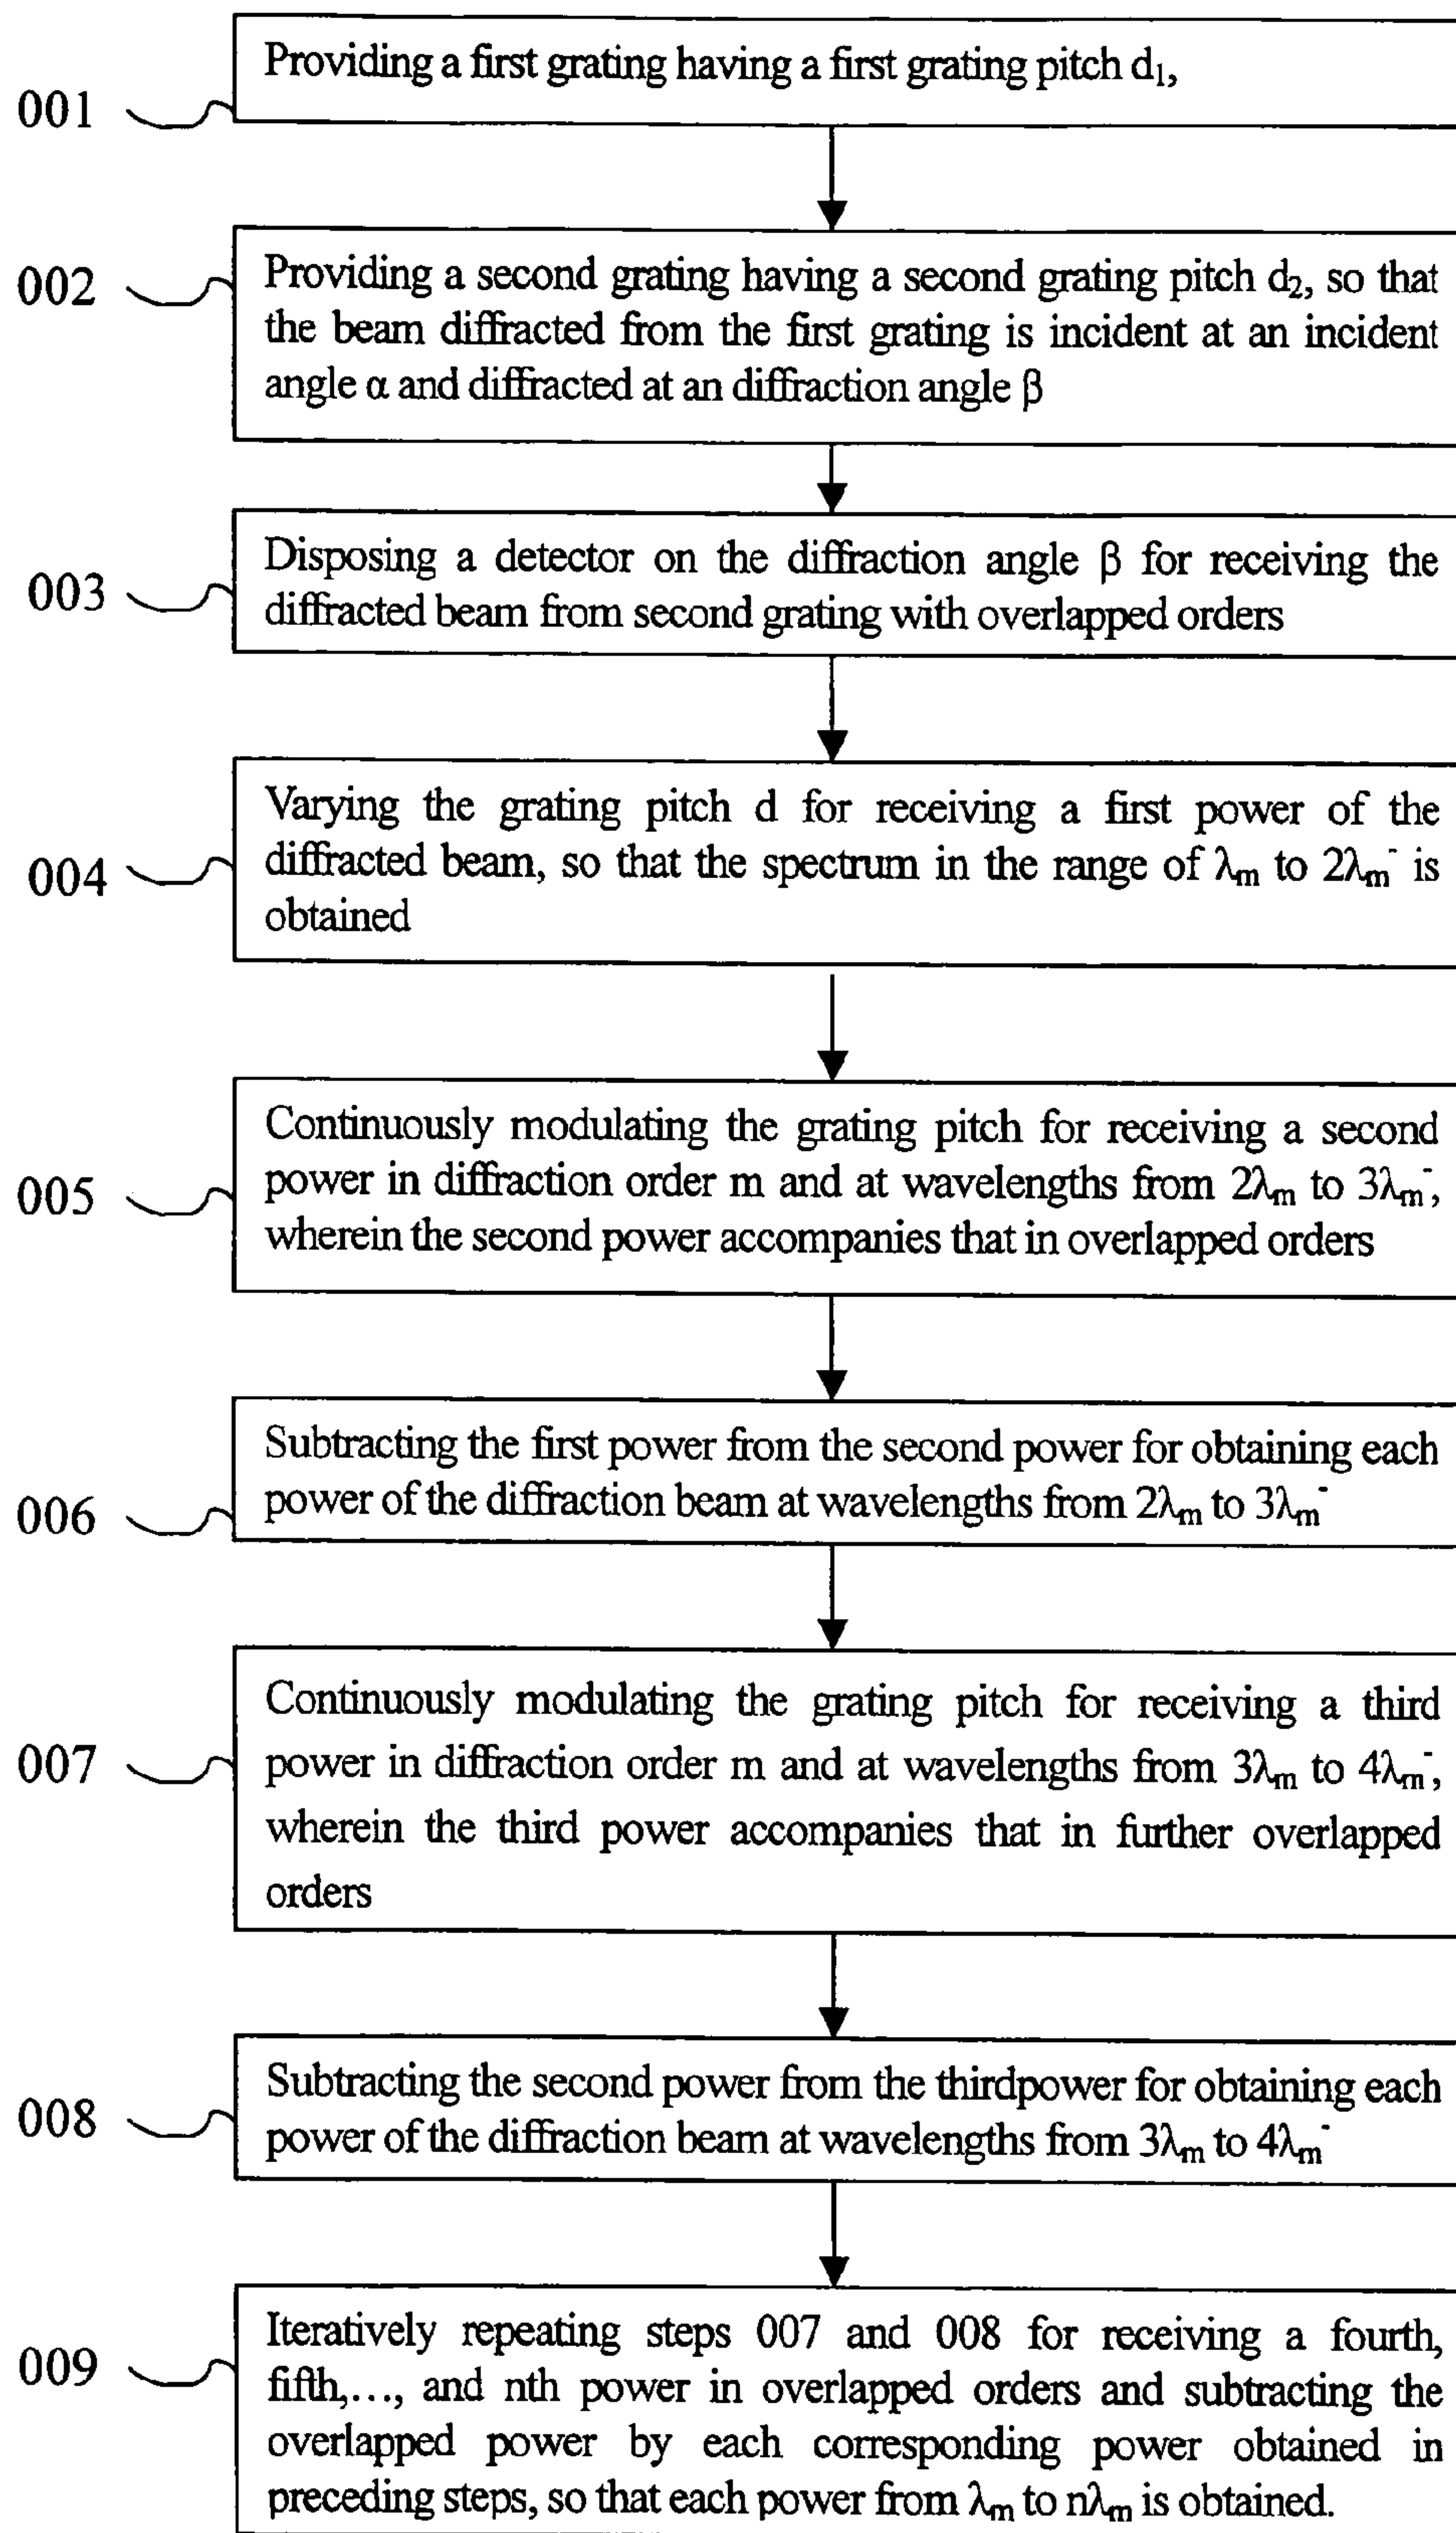 001 Providing a first grating having a first grating pitch d₁,
002 Providing a second grating having a second grating pitch d₂, so that
the beam diffracted from the first grating is incident at an incident
angle α and diffracted at an diffraction angle β
003 Disposing a detector on the diffraction angle β for receiving the
diffracted beam from second grating with overlapped orders
004 Varying the grating pitch d for receiving a first power of the
diffracted beam, so that the spectrum in the range of λₘ to 2λₘ⁻ is
obtained
005 Continuously modulating the grating pitch for receiving a second
power in diffraction order m and at wavelengths from 2λₘ to 3λₘ⁻,
wherein the second power accompanies that in overlapped orders
006 Subtracting the first power from the second power for obtaining each
power of the diffraction beam at wavelengths from 2λₘ to 3λₘ⁻
007 Continuously modulating the grating pitch for receiving a third
power in diffraction order m and at wavelengths from 3λₘ to 4λₘ⁻,
wherein the third power accompanies that in further overlapped
orders
008 Subtracting the second power from the thirdpower for obtaining each
power of the diffraction beam at wavelengths from 3λₘ to 4λₘ⁻
009 Iteratively repeating steps 007 and 008 for receiving a fourth,
fifth,…, and nth power in overlapped orders and subtracting the
overlapped power by each corresponding power obtained in
preceding steps, so that each power from λₘ to nλₘ is obtained.